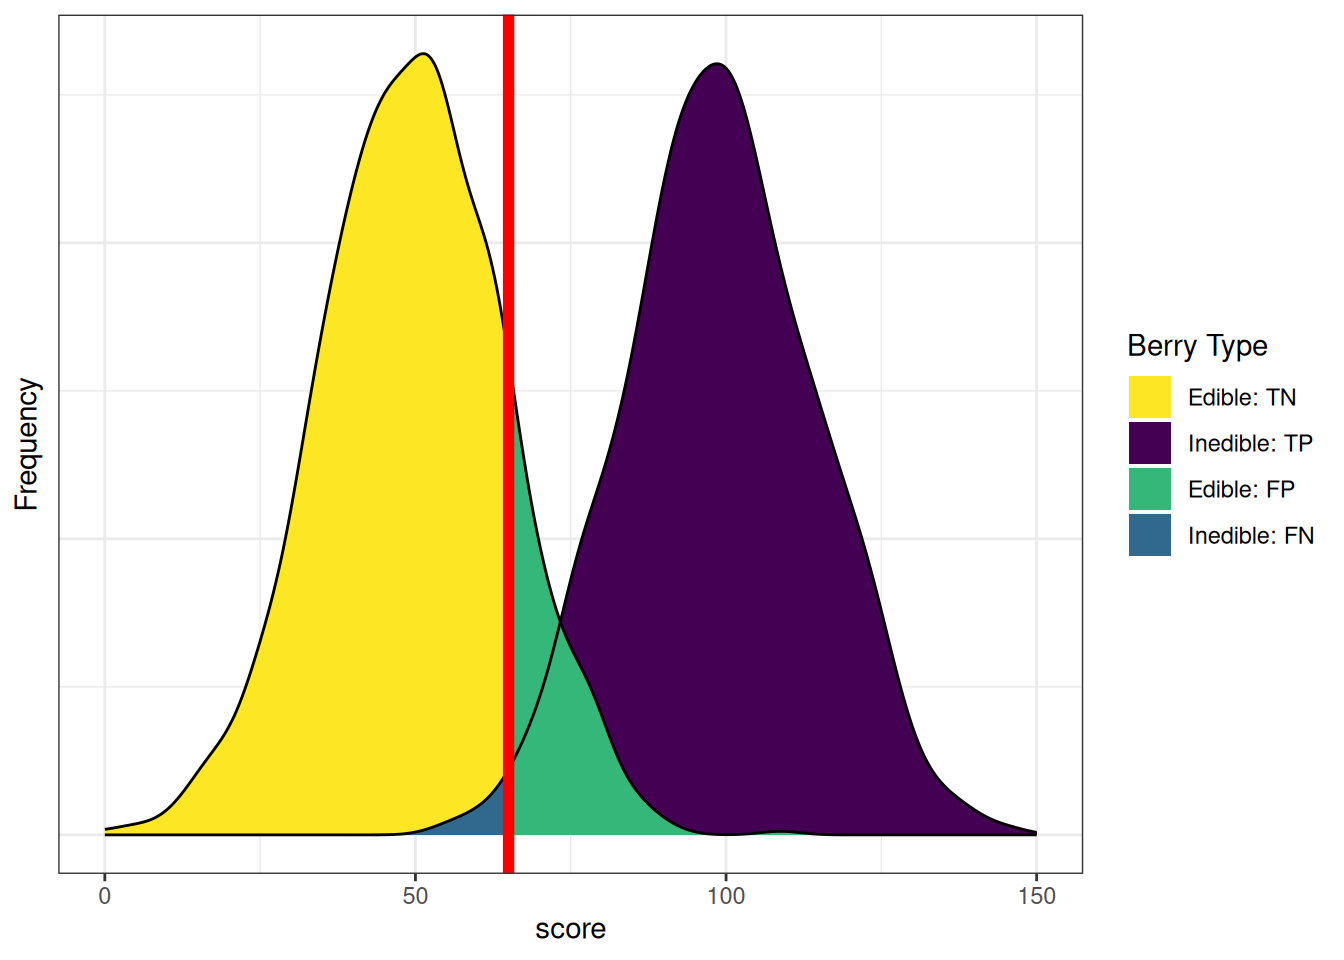 Frequency
0
50
100
150
score
Berry Type
Edible: TN
Inedible: TP
Edible: FP
Inedible: FN